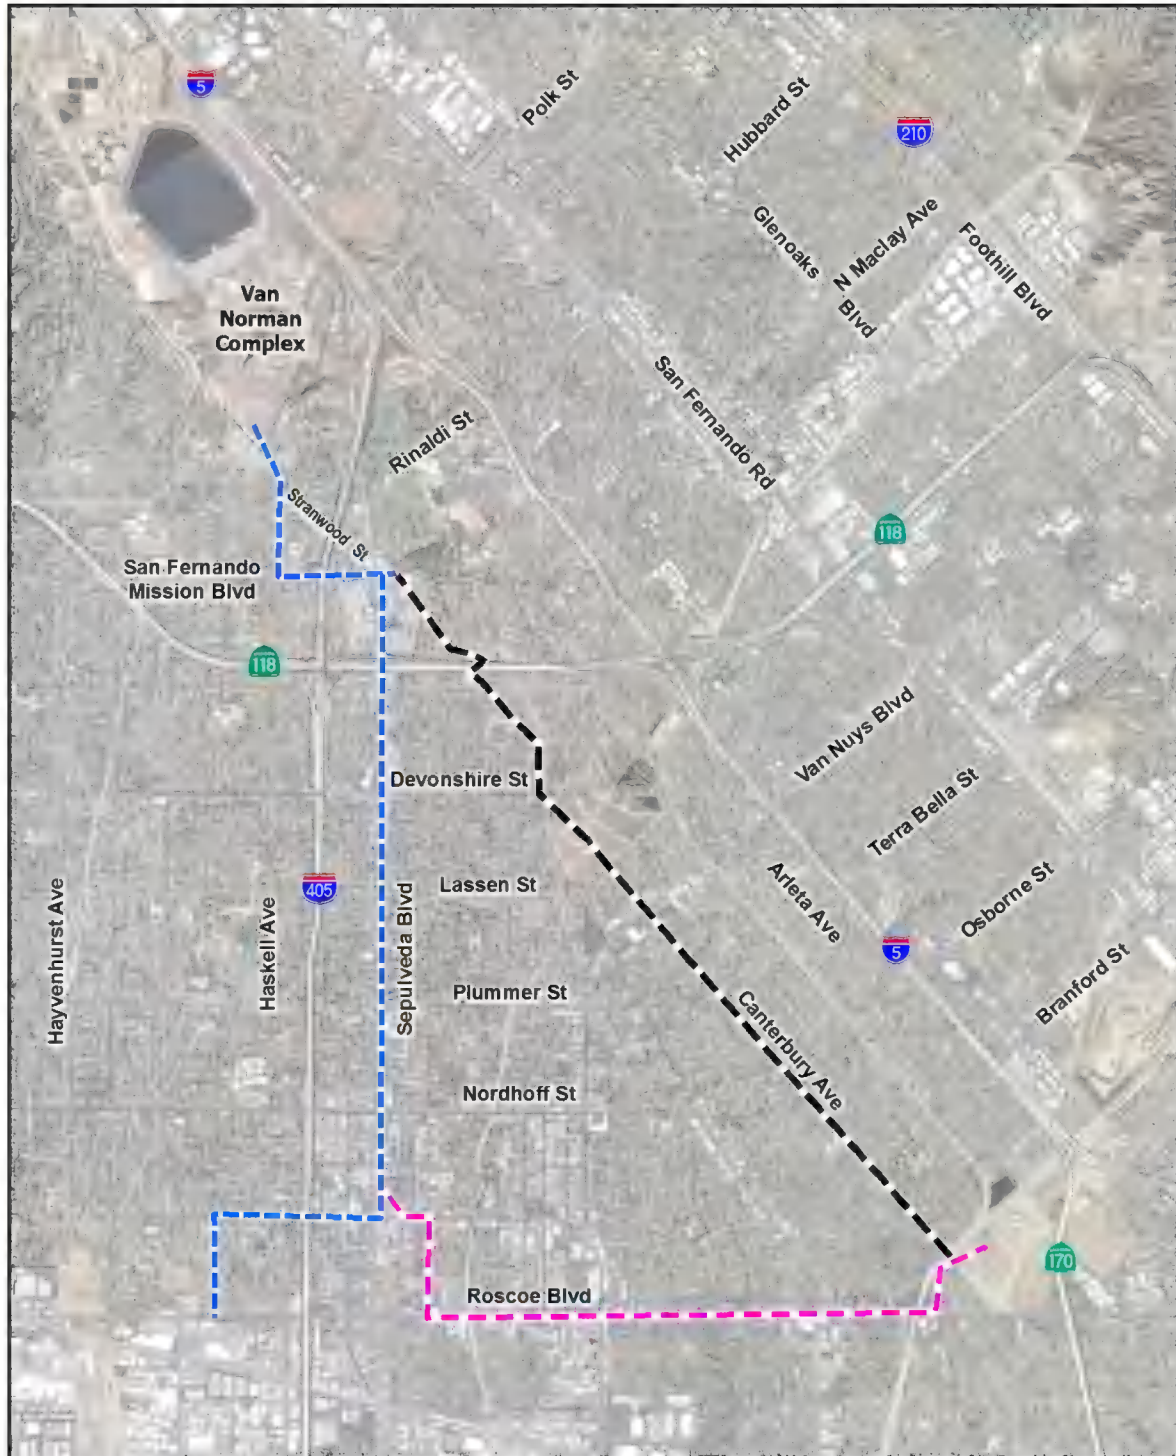 5
Polk St
Hubbard St
210
Glenoaks
Blvd
N Maclay Ave
Foothill Blvd
Van
Norman
Complex
San Fernando Rd
Rinaldi St
Stranwood St
118
San Fernando
Mission Blvd
118
Van Nuys Blvd
Devonshire St
Terra Bella St
Lassen St
405
Arleta Ave
Osborne St
Hayvenhurst Ave
Haskell Ave
Sepulveda Blvd
5
Plummer St
Branford St
Canterbury Ave
Nordhoff St
170
Roscoe Blvd